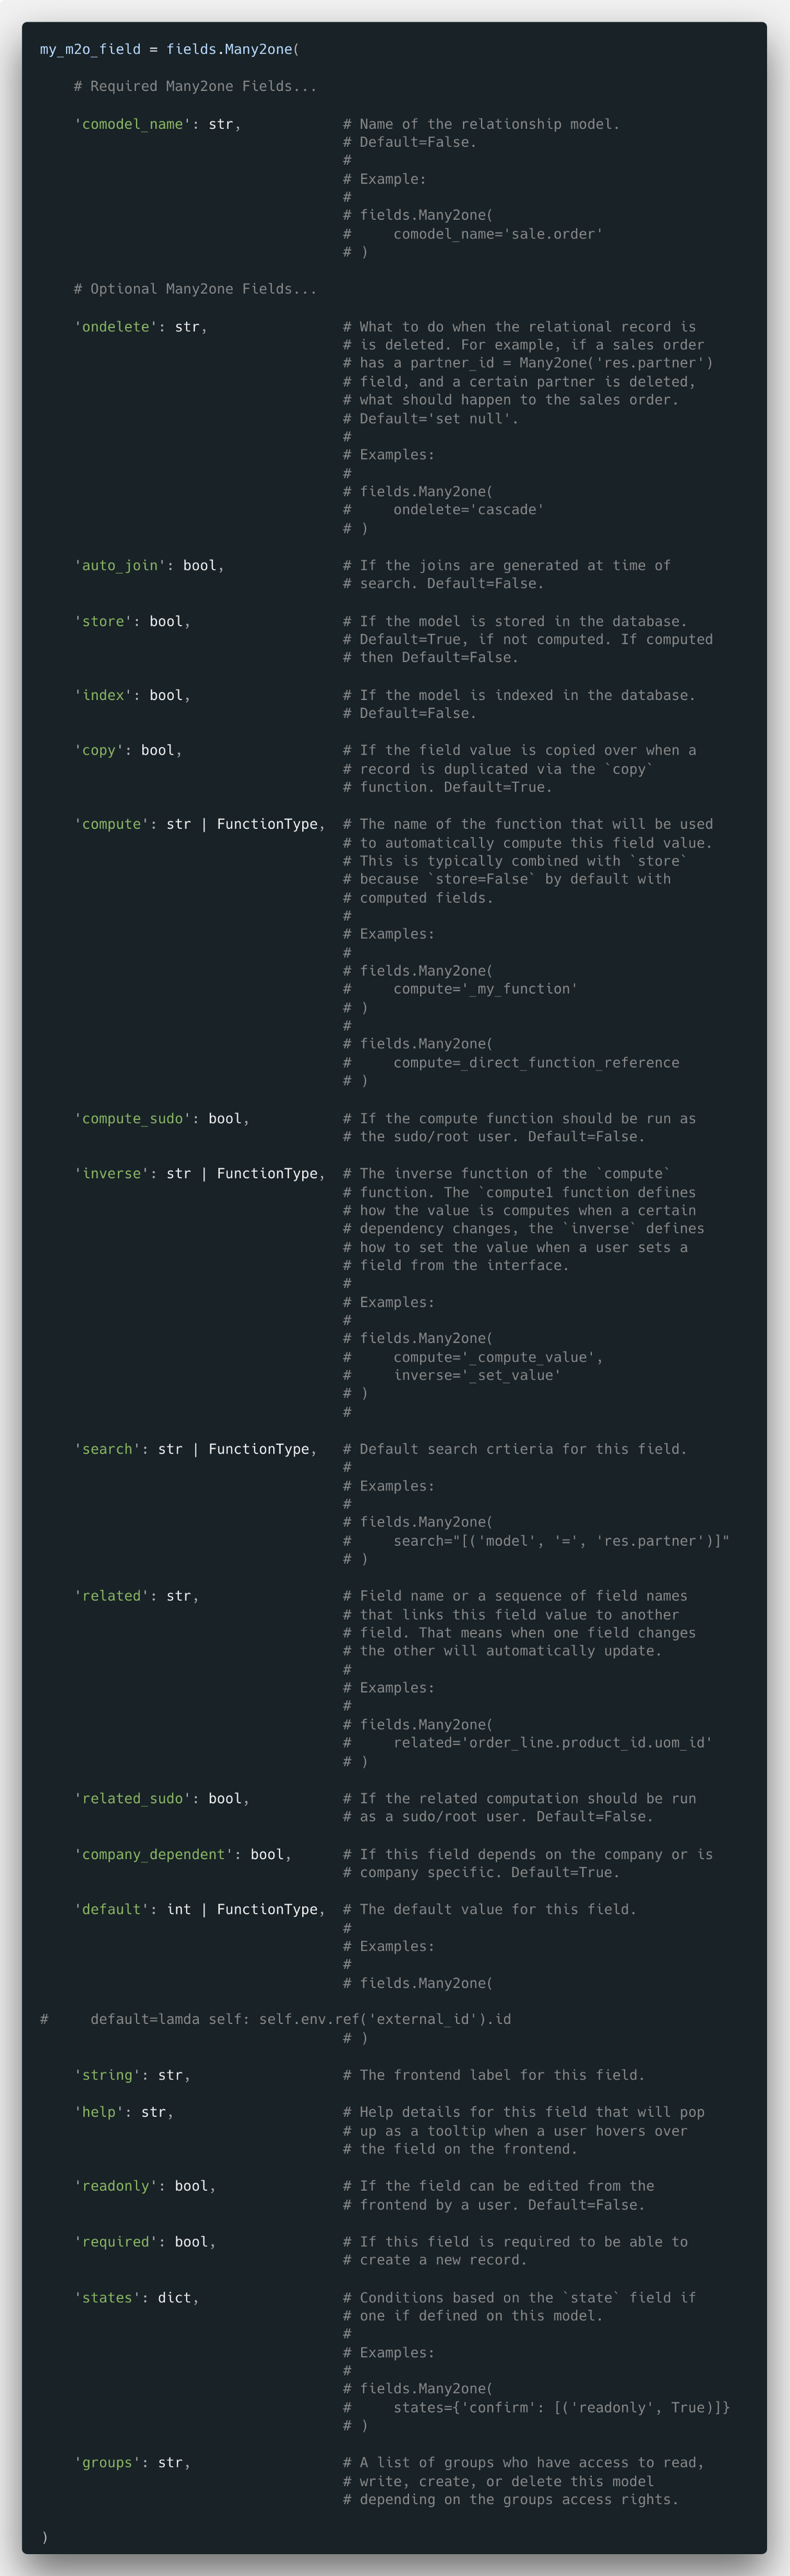 my_m2o_field = fields.Many2one(
# Required Many2one Fields...
'comodel_name': str, # Name of the relationship model.
# Default=False.
#
# Example:
#
# fields.Many2one(
# comodel_name='sale.order'
# )
# Optional Many2one Fields...
'ondelete': str, # What to do when the relational record is
# is deleted. For example, if a sales order
# has a partner_id = Many2one('res.partner')
# field, and a certain partner is deleted,
# what should happen to the sales order.
# Default='set null'.
#
# Examples:
#
# fields.Many2one(
# ondelete='cascade'
# )
'auto_join': bool, # If the joins are generated at time of
# search. Default=False.
'store': bool, # If the model is stored in the database.
# Default=True, if not computed. If computed
# then Default=False.
'index': bool, # If the model is indexed in the database.
# Default=False.
'copy': bool, # If the field value is copied over when a
# record is duplicated via the `copy`
# function. Default=True.
'compute': str | FunctionType, # The name of the function that will be used
# to automatically compute this field value.
# This is typically combined with `store`
# because `store=False` by default with
# computed fields.
#
# Examples:
#
# fields.Many2one(
# compute='_my_function'
# )
#
# fields.Many2one(
# compute=_direct_function_reference
# )
'compute_sudo': bool, # If the compute function should be run as
# the sudo/root user. Default=False.
'inverse': str | FunctionType, # The inverse function of the `compute`
# function. The `compute1 function defines
# how the value is computes when a certain
# dependency changes, the `inverse` defines
# how to set the value when a user sets a
# field from the interface.
#
# Examples:
#
# fields.Many2one(
# compute='_compute_value',
# inverse='_set_value'
# )
#
'search': str | FunctionType, # Default search crtieria for this field.
#
# Examples:
#
# fields.Many2one(
# search="[('model', '=', 'res.partner')]"
# )
'related': str, # Field name or a sequence of field names
# that links this field value to another
# field. That means when one field changes
# the other will automatically update.
#
# Examples:
#
# fields.Many2one(
# related='order_line.product_id.uom_id'
# )
'related_sudo': bool, # If the related computation should be run
# as a sudo/root user. Default=False.
'company_dependent': bool, # If this field depends on the company or is
# company specific. Default=True.
'default': int | FunctionType, # The default value for this field.
#
# Examples:
#
# fields.Many2one(
# default=lamda self: self.env.ref('external_id').id
# )
'string': str, # The frontend label for this field.
'help': str, # Help details for this field that will pop
# up as a tooltip when a user hovers over
# the field on the frontend.
'readonly': bool, # If the field can be edited from the
# frontend by a user. Default=False.
'required': bool, # If this field is required to be able to
# create a new record.
'states': dict, # Conditions based on the `state` field if
# one if defined on this model.
#
# Examples:
#
# fields.Many2one(
# states={'confirm': [('readonly', True)]}
# )
'groups': str, # A list of groups who have access to read,
# write, create, or delete this model
# depending on the groups access rights.
)